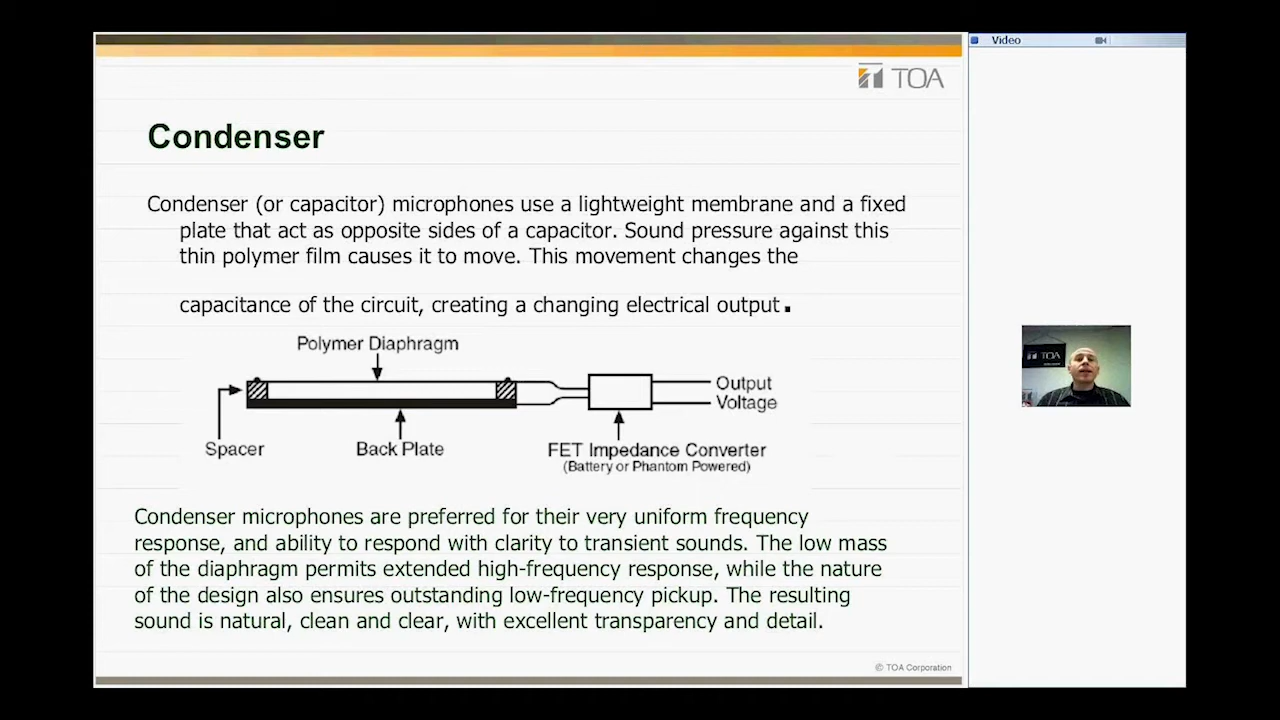 Video
TOA
Condenser
Condenser (or capacitor) microphones use a lightweight membrane and a fixed
plate that act as opposite sides of a capacitor. Sound pressure against this
thin polymer film causes it to move. This movement changes the
capacitance of the circuit, creating a changing electrical output.
Polymer Diaphragm
Output
Voltage
Spacer
Back Plate
FET Impedance Converter
(Battery or Phantom Powered)
TOA
Condenser microphones are preferred for their very uniform frequency
response, and ability to respond with clarity to transient sounds. The low mass
of the diaphragm permits extended high-frequency response, while the nature
of the design also ensures outstanding low-frequency pickup. The resulting
sound is natural, clean and clear, with excellent transparency and detail.
© TOA Corporation